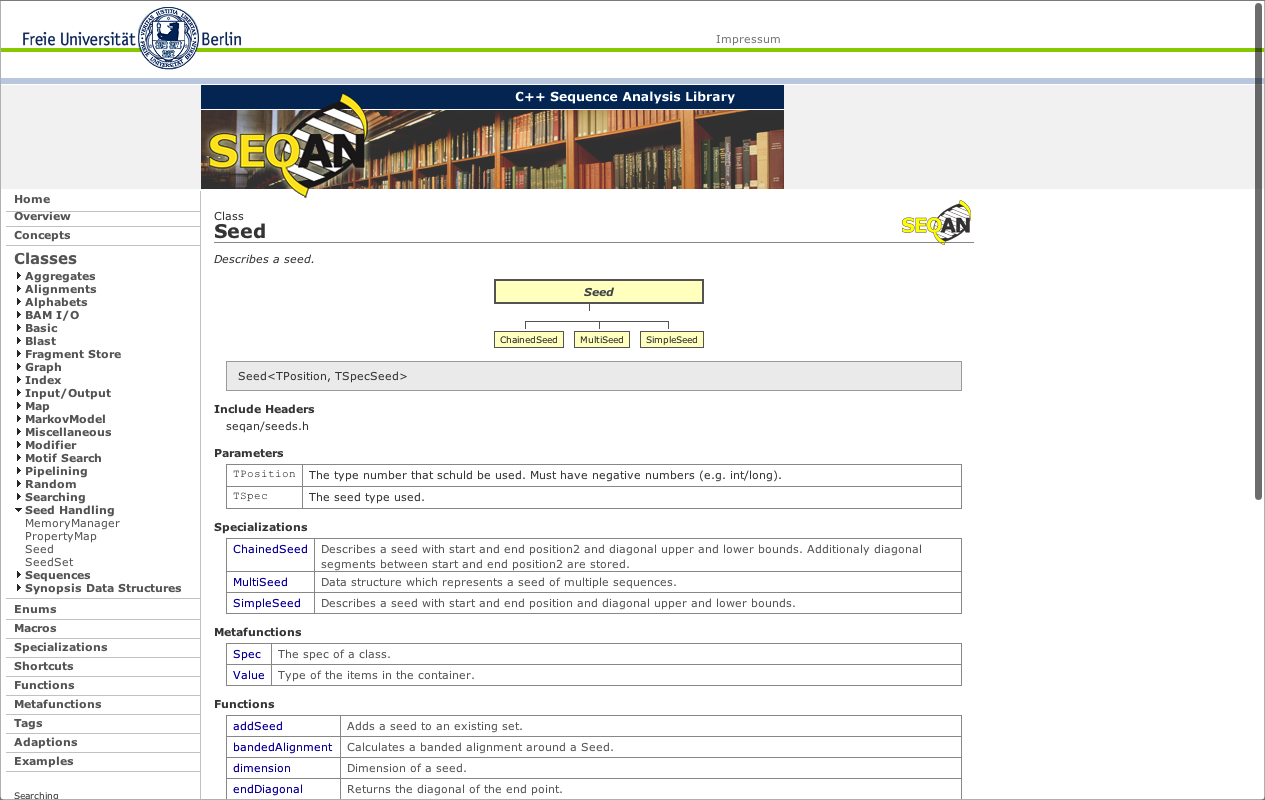 Freie Universität Berlin
Impressum
C++ Sequence Analysis Library
SEQAN
Home
Overview
Concepts
Classes
Aggregates
Alignments
Alphabets
BAM I/O
Basic
Blast
Fragment Store
Graph
Index
Input/Output
Map
MarkovModel
Miscellaneous
Modifier
Motif Search
Pipelining
Random
Searching
Seed Handling
MemoryManager
PropertyMap
Seed
SeedSet
Sequences
Synopsis Data Structures
Enums
Macros
Specializations
Shortcuts
Functions
Metafunctions
Tags
Adaptions
Examples
Searching
Class
Seed
SEQAN
Describes a seed.
Seed
ChainedSeed MultiSeed SimpleSeed
Seed<TPosition, TSpecSeed>
Include Headers
seqan/seeds.h
Parameters
TPosition The type number that schuld be used. Must have negative numbers (e.g. int/long).
TSpec The seed type used.
Specializations
ChainedSeed Describes a seed with start and end position2 and diagonal upper and lower bounds. Additionaly diagonal
segments between start and end position2 are stored.
MultiSeed Data structure which represents a seed of multiple sequences.
SimpleSeed Describes a seed with start and end position and diagonal upper and lower bounds.
Metafunctions
Spec The spec of a class.
Value Type of the items in the container.
Functions
addSeed Adds a seed to an existing set.
bandedAlignment Calculates a banded alignment around a Seed.
dimension Dimension of a seed.
endDiagonal Returns the diagonal of the end point.